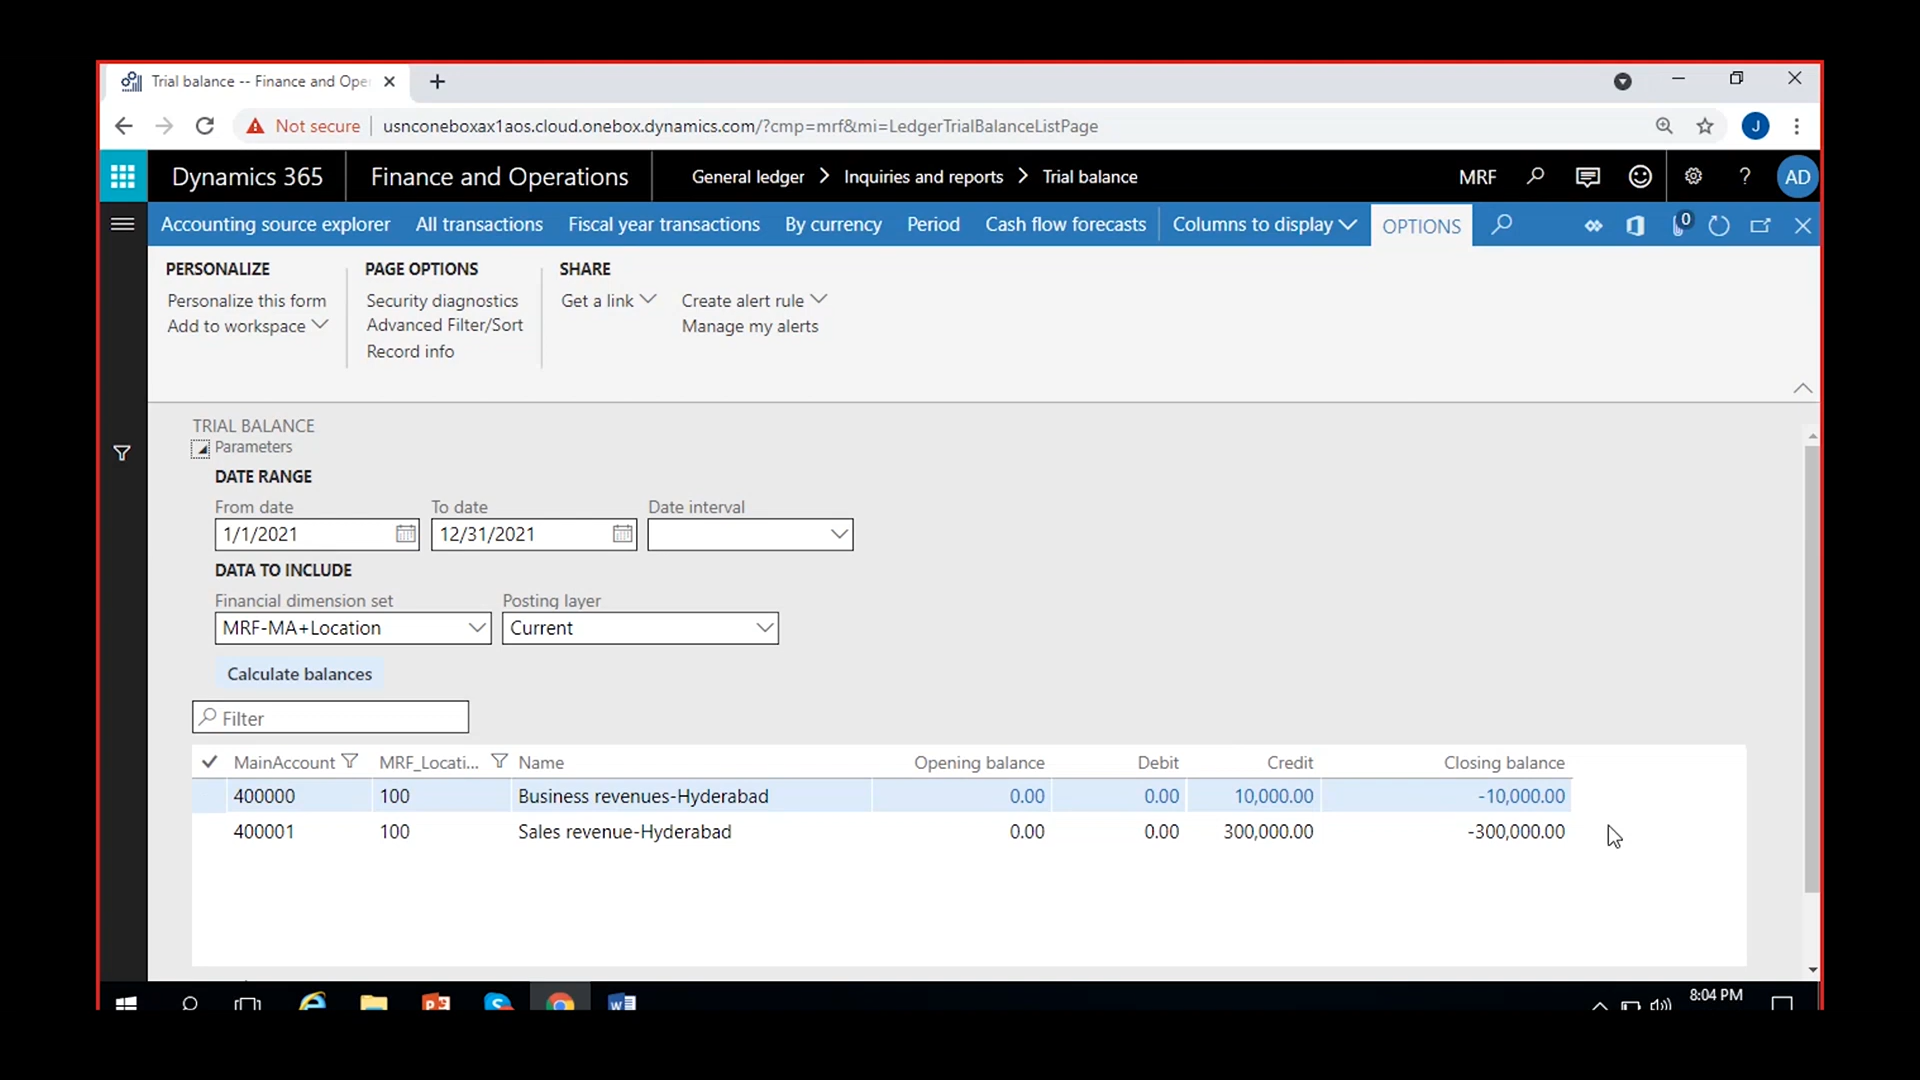 Trial balance -- Finance and Ope
Not secure usnconeboxax1aos.cloud.onebox.dynamics.com/?cmp=mrf&mi=LedgerTrialBalanceListPage J
Dynamics 365 Finance and Operations General ledger Inquiries and reports Trial balance MRF ? AD
Accounting source explorer All transactions Fiscal year transactions By currency Period Cash flow forecasts Columns to display OPTIONS 0
PERSONALIZE PAGE OPTIONS SHARE
Personalize this form Security diagnostics Get a link Create alert rule
Add to workspace Advanced Filter/Sort Manage my alerts
Record info
TRIAL BALANCE
Parameters
DATE RANGE
From date To date Date interval
1/1/2021 12/31/2021
DATA TO INCLUDE
Financial dimension set Posting layer
MRF-MA+Location Current
Calculate balances
Filter
MainAccount MRF_Locati... Name Opening balance Debit Credit Closing balance
400000 100 Business revenues-Hyderabad 0.00 0.00 10,000.00 -10,000.00
400001 100 Sales revenue-Hyderabad 0.00 0.00 300,000.00 -300,000.00
8:04 PM